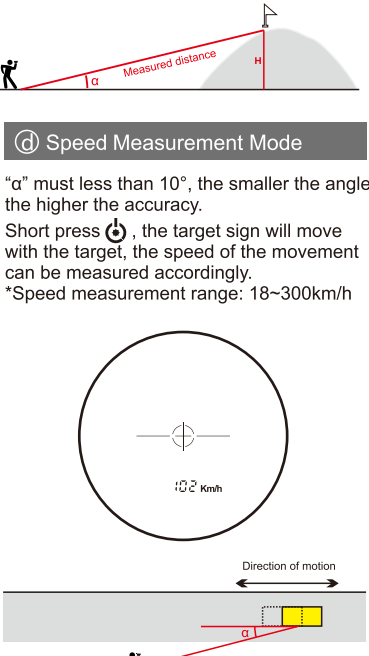 Measured distance
H
α
ⓓ Speed Measurement Mode
“α” must less than 10°, the smaller the angle
the higher the accuracy.
Short press , the target sign will move
with the target, the speed of the movement
can be measured accordingly.
*Speed measurement range: 18~300km/h
102 Km/h
Direction of motion
α